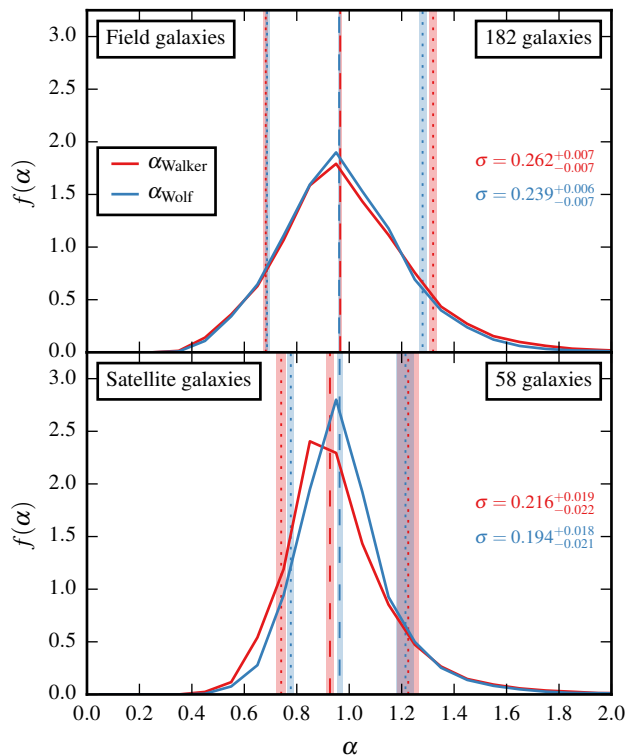 Field galaxies
182 galaxies
3.0
2.5
2.0
1.5
1.0
0.5
0.0
f(α)
α_Walker
α_Wolf
σ = 0.262^{+0.007}_{−0.007}
σ = 0.239^{+0.006}_{−0.007}
Satellite galaxies
58 galaxies
3.0
2.5
2.0
1.5
1.0
0.5
0.0
f(α)
σ = 0.216^{+0.019}_{−0.022}
σ = 0.194^{+0.018}_{−0.021}
0.0 0.2 0.4 0.6 0.8 1.0 1.2 1.4 1.6 1.8 2.0
α